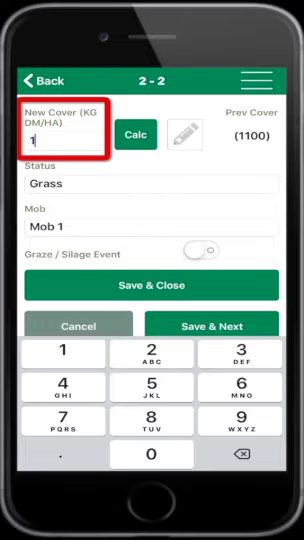 Back
2 - 2
New Cover (KG
DM/HA)
Prev Cover
1
Calc
(1100)
Status
Grass
Mob
Mob 1
Graze / Silage Event
Save & Close
Cancel
Save & Next
1
2
ABC
3
DEF
4
GHI
5
JKL
6
MNO
7
PQRS
8
TUV
9
WXYZ
.
0